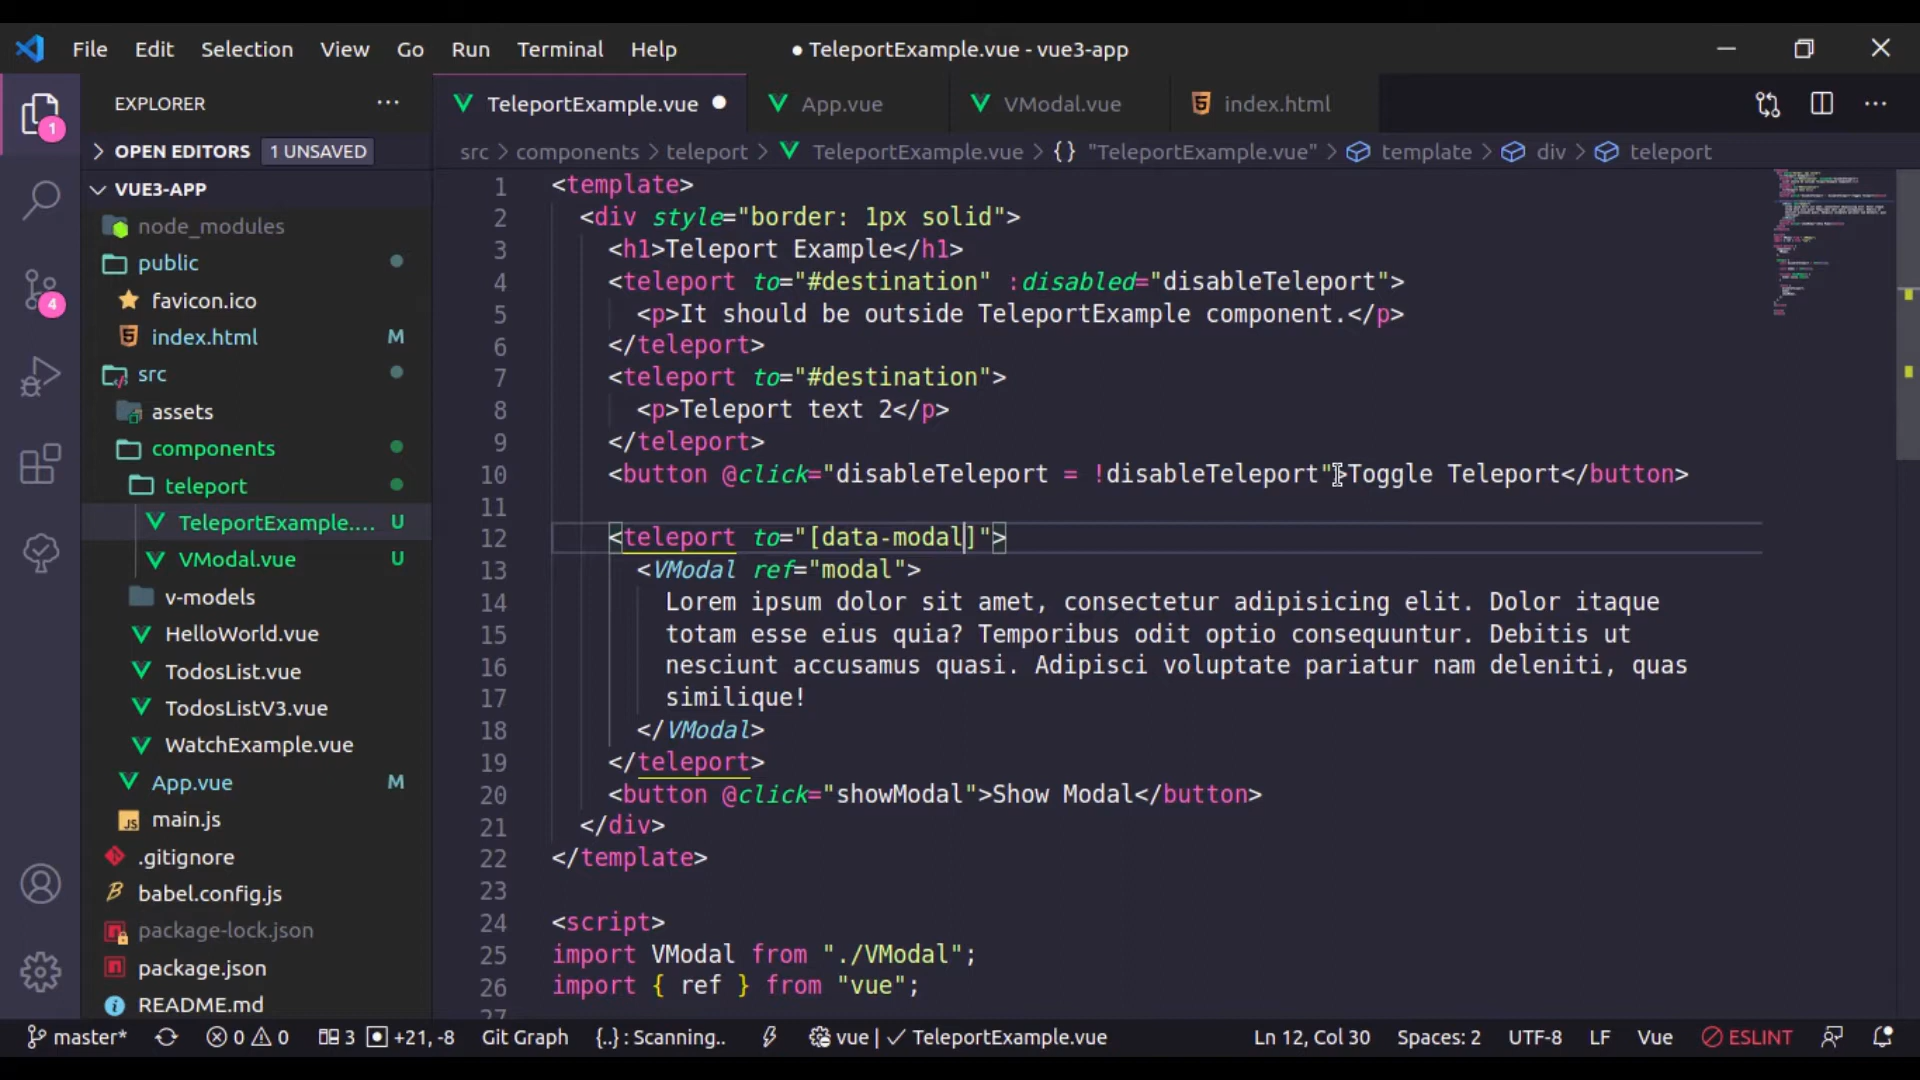 File Edit Selection View Go Run Terminal Help ● TeleportExample.vue - vue3-app
EXPLORER
OPEN EDITORS 1 UNSAVED
VUE3-APP
node_modules
public
favicon.ico
index.html M
src
assets
components
teleport
TeleportExample.... U
VModal.vue U
v-models
HelloWorld.vue
TodosList.vue
TodosListV3.vue
WatchExample.vue
App.vue M
main.js
.gitignore
babel.config.js
package-lock.json
package.json
README.md
1
4
TeleportExample.vue App.vue VModal.vue index.html
src > components > teleport > TeleportExample.vue > {} "TeleportExample.vue" > template > div > teleport
1 <template>
2 <div style="border: 1px solid">
3 <h1>Teleport Example</h1>
4 <teleport to="#destination" :disabled="disableTeleport">
5 <p>It should be outside TeleportExample component.</p>
6 </teleport>
7 <teleport to="#destination">
8 <p>Teleport text 2</p>
9 </teleport>
10 <button @click="disableTeleport = !disableTeleport">Toggle Teleport</button>
11
12 <teleport to="[data-modal]">
13 <VModal ref="modal">
14 Lorem ipsum dolor sit amet, consectetur adipisicing elit. Dolor itaque
15 totam esse eius quia? Temporibus odit optio consequuntur. Debitis ut
16 nesciunt accusamus quasi. Adipisci voluptate pariatur nam deleniti, quas
17 similique!
18 </VModal>
19 </teleport>
20 <button @click="showModal">Show Modal</button>
21 </div>
22 </template>
23
24 <script>
25 import VModal from "./VModal";
26 import { ref } from "vue";
27
master* 0 0 3 +21, -8 Git Graph {..} : Scanning.. vue | ✓ TeleportExample.vue Ln 12, Col 30 Spaces: 2 UTF-8 LF Vue ESLINT